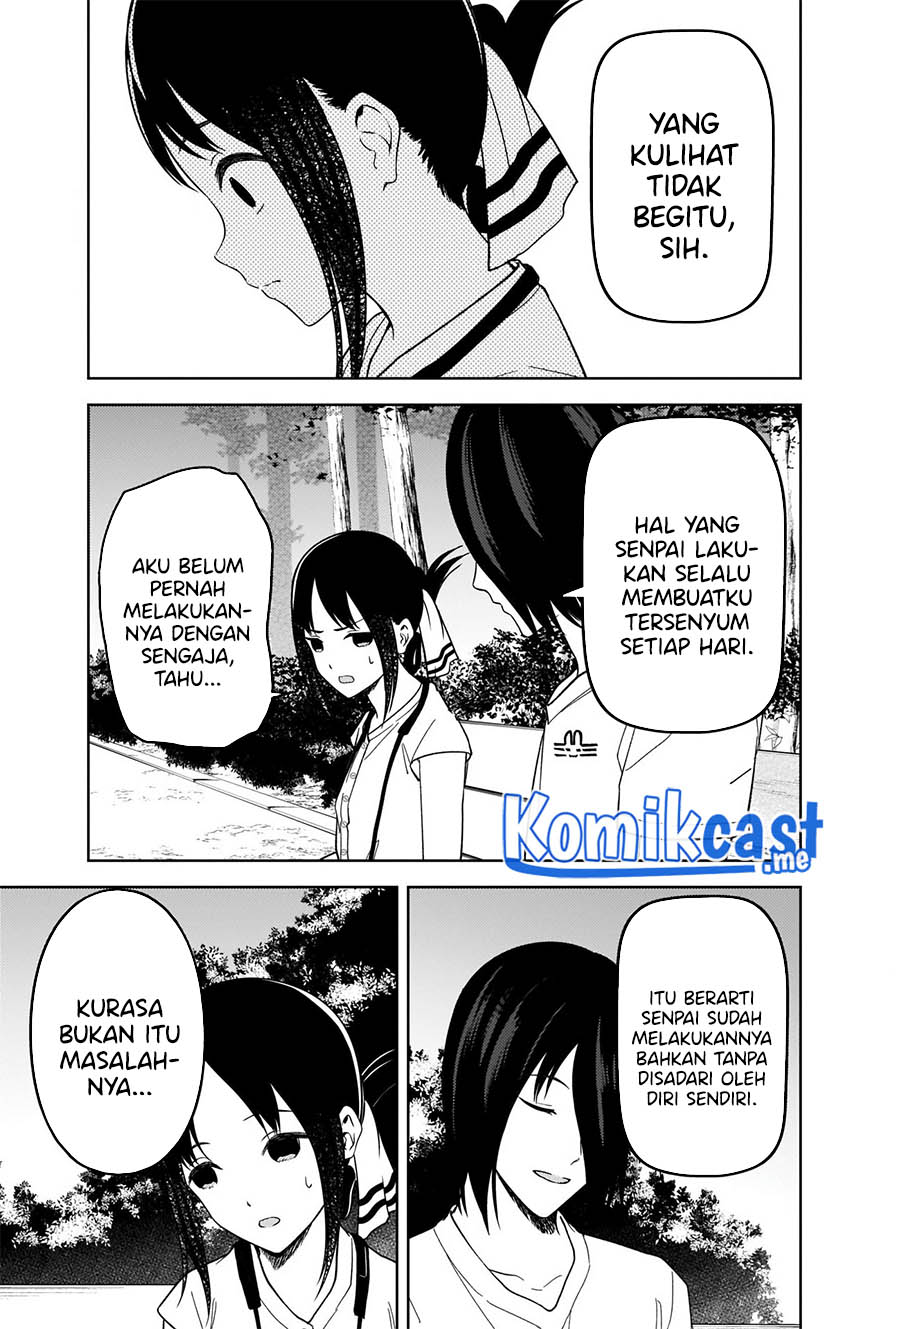 YANG
KULIHAT
TIDAK
BEGITU,
SIH.
HAL YANG
SENPAI LAKU-
KAN SELALU
MEMBUATKU
TERSENYUM
SETIAP HARI.
AKU BELUM
PERNAH
MELAKUKAN-
NYA DENGAN
SENGAJA,
TAHU...
Komikcast
.me
ITU BERARTI
SENPAI SUDAH
MELAKUKANNYA
BAHKAN TANPA
DISADARI OLEH
DIRI SENDIRI.
KURASA
BUKAN ITU
MASALAH-
NYA...